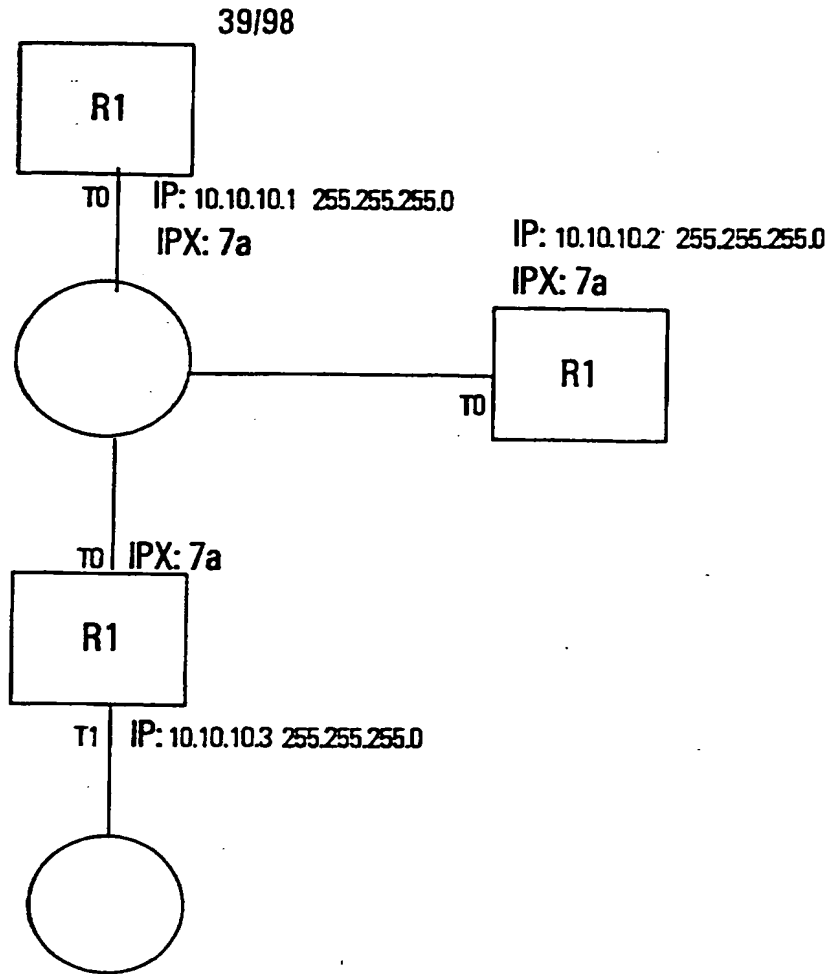 39/98
R1
T0 IP: 10.10.10.1 255.255.255.0
IPX: 7a
IP: 10.10.10.2 255.255.255.0
IPX: 7a
R1
T0
T0 IPX: 7a
R1
T1 IP: 10.10.10.3 255.255.255.0